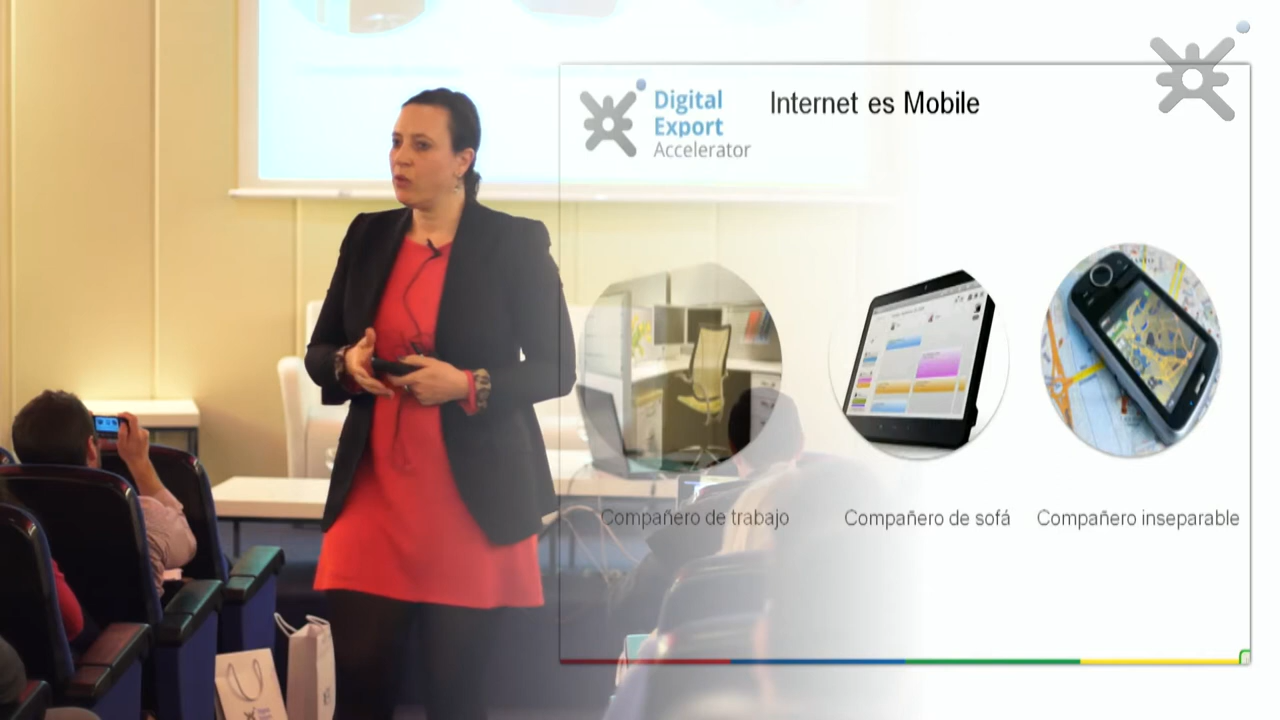 Digital
Export
Accelerator
Internet es Mobile
Compañero de trabajo
Compañero de sofá
Compañero inseparable